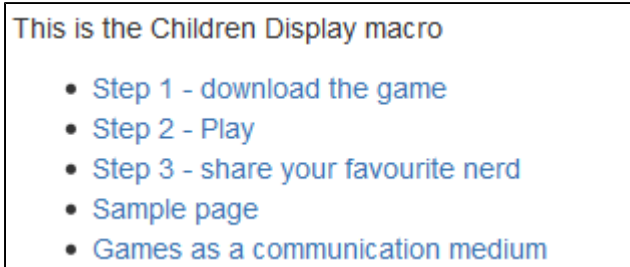 This is the Children Display macro
Step 1 - download the game
Step 2 - Play
Step 3 - share your favourite nerd
Sample page
Games as a communication medium